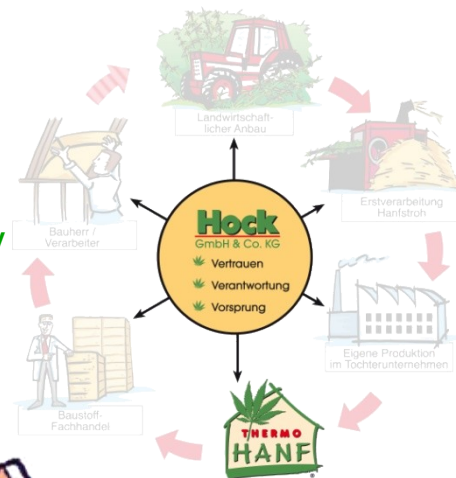 Landwirtschaft-
licher Anbau
Erstverarbeitung
Hanfstroh
Bauherr /
Verarbeiter
Hock
GmbH & Co. KG
Vertrauen
Verantwortung
Vorsprung
Eigene Produktion
im Tochterunternehmen
Baustoff-
Fachhandel
THERMO
HANF®